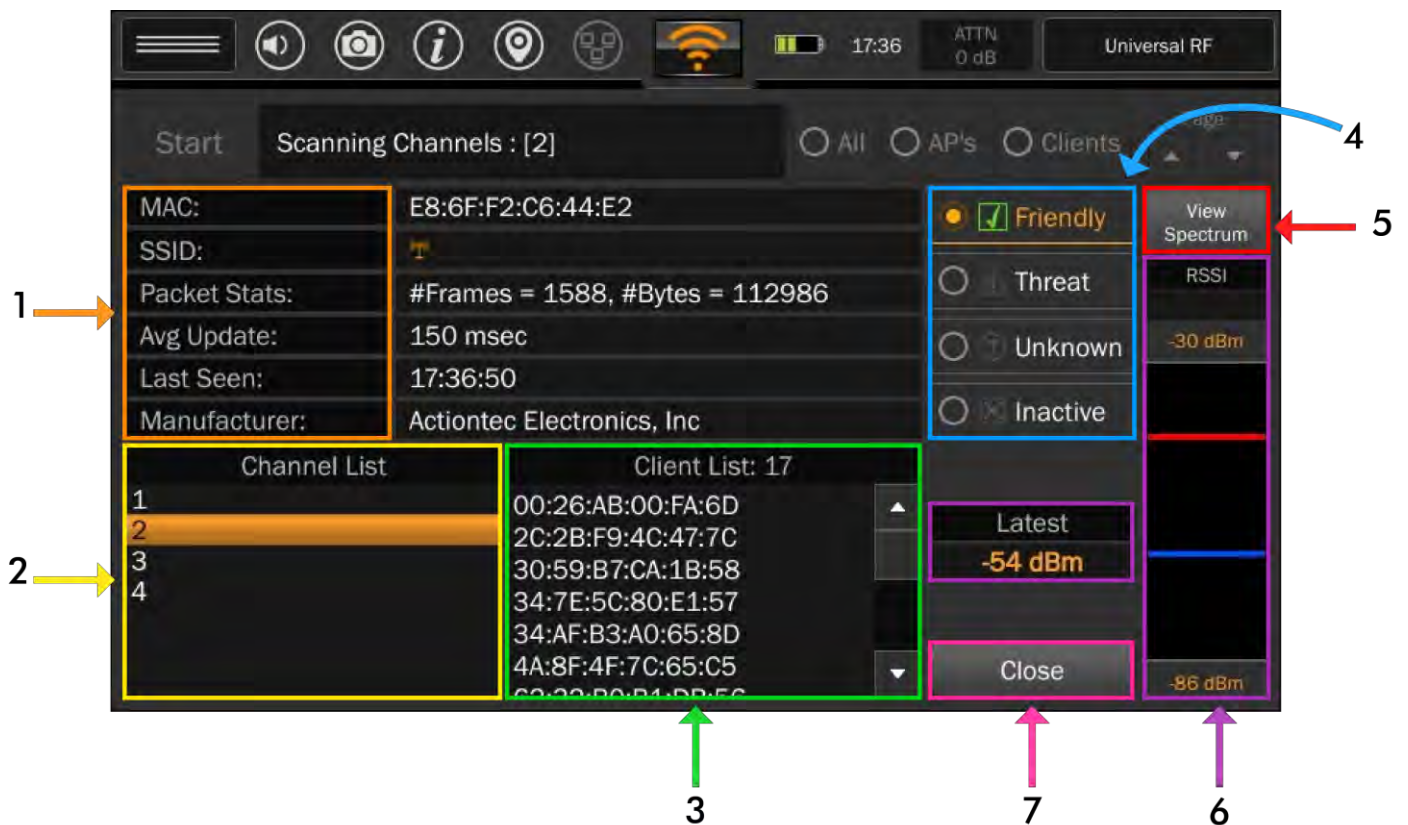 17:36
ATTN
0 dB
Universal RF
Start
Scanning Channels : [2]
All
AP's
Clients
4
MAC:
E8:6F:F2:C6:44:E2
SSID:
Packet Stats:
#Frames = 1588, #Bytes = 112986
Avg Update:
150 msec
Last Seen:
17:36:50
Manufacturer:
Actiontec Electronics, Inc
1
Friendly
Threat
Unknown
Inactive
View
Spectrum
5
RSSI
-30 dBm
-86 dBm
Channel List
1
2
3
4
2
Client List: 17
00:26:AB:00:FA:6D
2C:2B:F9:4C:47:7C
30:59:B7:CA:1B:58
34:7E:5C:80:E1:57
34:AF:B3:A0:65:8D
4A:8F:4F:7C:65:C5
Latest
-54 dBm
Close
3
7
6